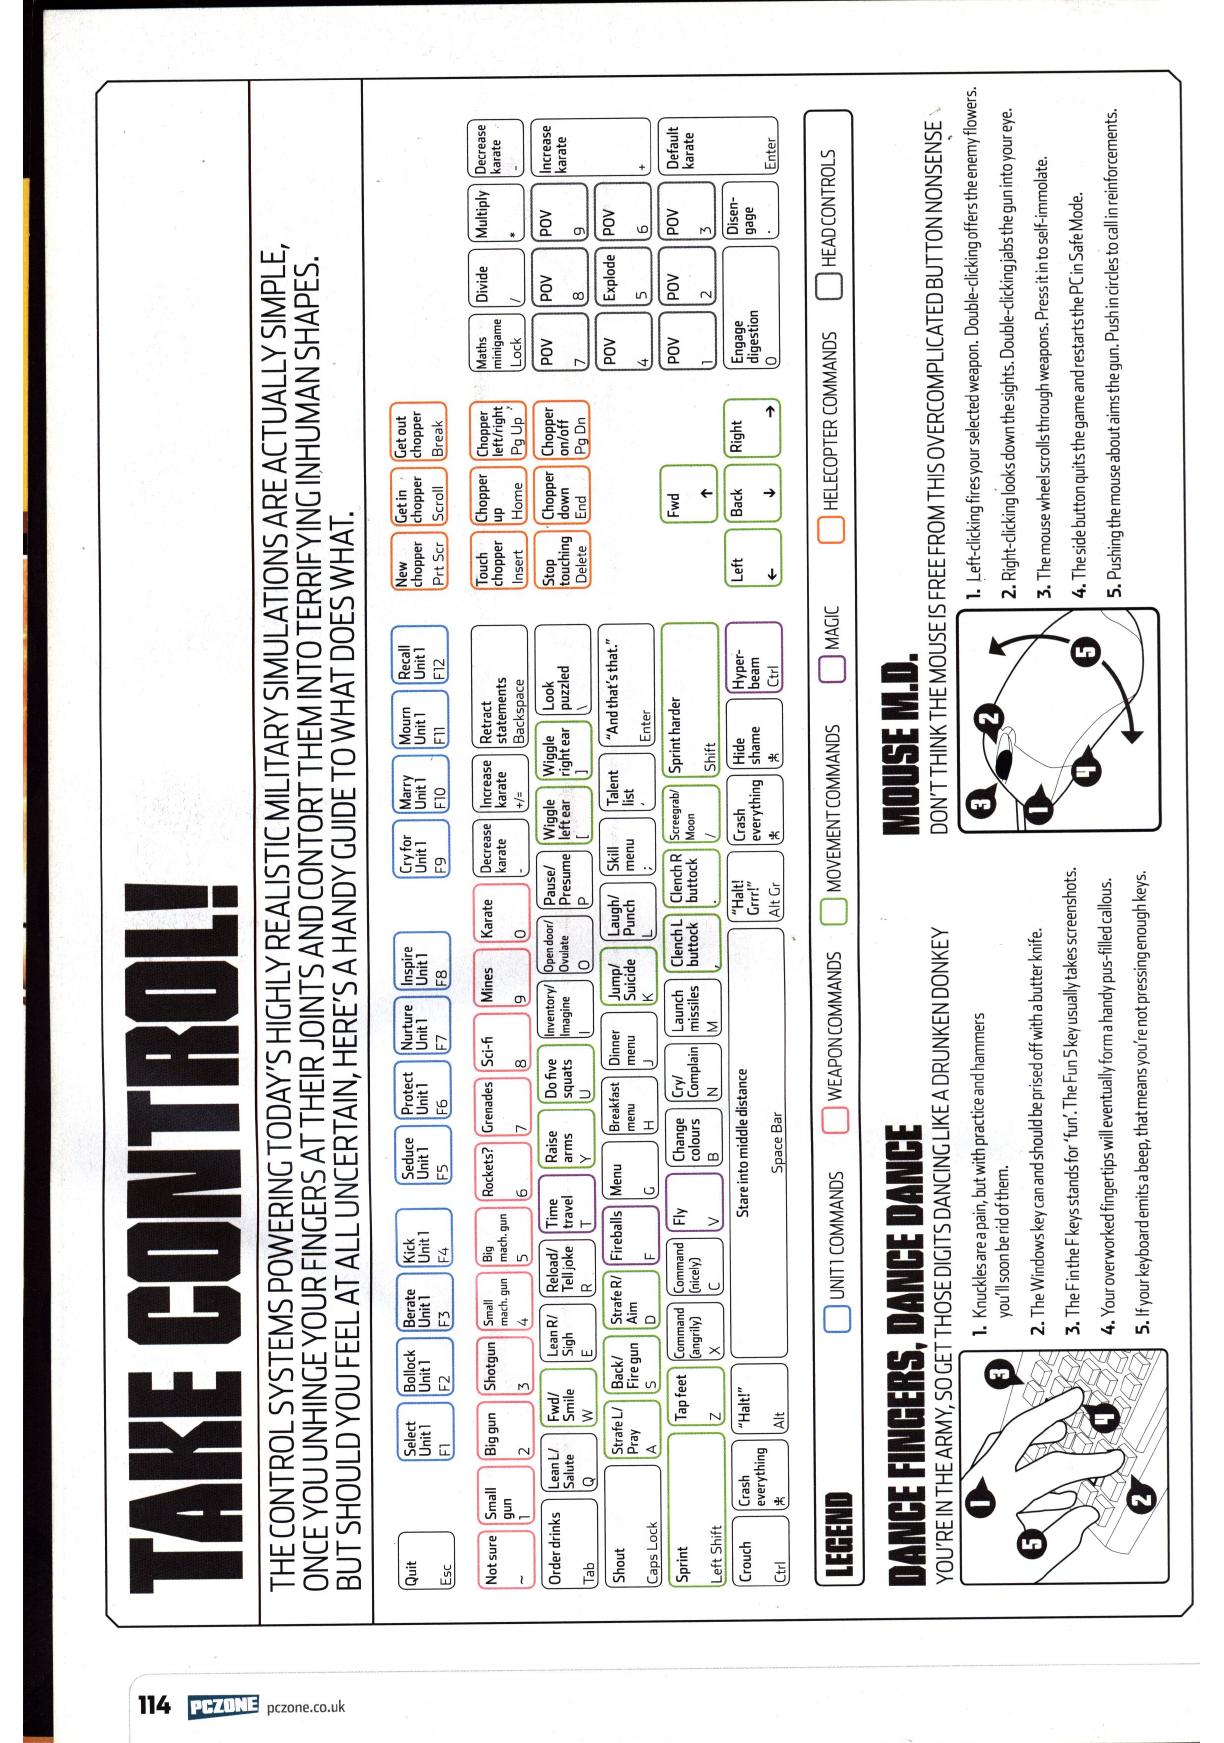 TAKE CONTROL!
THE CONTROL SYSTEMS POWERING TODAY'S HIGHLY REALISTIC MILITARY SIMULATIONS ARE ACTUALLY SIMPLE,
ONCE YOU UNHINGE YOUR FINGERS AT THEIR JOINTS AND CONTORT THEM INTO TERRIFYING INHUMAN SHAPES.
BUT SHOULD YOU FEEL AT ALL UNCERTAIN, HERE'S A HANDY GUIDE TO WHAT DOES WHAT.
Quit
Esc
Select
Unit 1
F1
Bollock
Unit 1
F2
Berate
Unit 1
F3
Kick
Unit 1
F4
Seduce
Unit 1
F5
Protect
Unit 1
F6
Nurture
Unit 1
F7
Inspire
Unit 1
F8
Cry for
Unit 1
F9
Marry
Unit 1
F10
Mourn
Unit 1
F11
Recall
Unit 1
F12
New
chopper
Prt Scr
Get in
chopper
Scroll
Get out
chopper
Break
Not sure
~
Small
gun
1
Big gun
2
Shotgun
3
Small
mach. gun
4
Big
mach. gun
5
Rockets?
6
Grenades
7
Sci-fi
8
Mines
9
Karate
0
Decrease
karate
-
Increase
karate
+/=
Retract
statements
Backspace
Touch
chopper
Insert
Chopper
up
Home
Chopper
left/right
Pg Up
Maths
minigame
Lock
Divide
/
Multiply
*
Decrease
karate
-
Order drinks
Tab
Lean L/
Salute
Q
Fwd/
Smile
W
Lean R/
Sigh
E
Reload/
Tell joke
R
Time
travel
T
Raise
arms
Y
Do five
squats
U
Inventory/
Imagine
I
Open door/
Ovulate
O
Pause/
Presume
P
Wiggle
left ear
[
Wiggle
right ear
]
Look
puzzled
\
Stop
touching
Delete
Chopper
down
End
Chopper
on/off
Pg Dn
POV
7
POV
8
POV
9
Increase
karate
+
Shout
Caps Lock
Strafe L/
Pray
A
Back/
Fire gun
S
Strafe R/
Aim
D
Fireballs
F
Menu
G
Breakfast
menu
H
Dinner
menu
J
Jump/
Suicide
K
Laugh/
Punch
L
Skill
menu
;
Talent
list
'
"And that's that."
Enter
POV
4
Explode
5
POV
6
Sprint
Left Shift
Tap feet
Z
Command
(angrily)
X
Command
(nicely)
C
Fly
V
Change
colours
B
Cry/
Complain
N
Launch
missiles
M
Clench L
buttock
,
Clench R
buttock
.
Screegrab/
Moon
/
Sprint harder
Shift
Fwd
↑
POV
1
POV
2
POV
3
Default
karate
Enter
Crouch
Ctrl
Crash
everything
"Halt!"
Alt
Stare into middle distance
Space Bar
"Halt!
Grrr!"
Alt Gr
Crash
everything
Hide
shame
Hyper-
beam
Ctrl
Left
←
Back
↓
Right
→
Engage
digestion
0
Disen-
gage
.
LEGEND
UNIT 1 COMMANDS
WEAPON COMMANDS
MOVEMENT COMMANDS
MAGIC
HELECOPTER COMMANDS
HEAD CONTROLS
DANCE FINGERS, DANCE DANCE
YOU'RE IN THE ARMY, SO GET THOSE DIGITS DANCING LIKE A DRUNKEN DONKEY
1
2
3
4
5
1. Knuckles are a pain, but with practice and hammers
you'll soon be rid of them.
2. The Windows key can and should be prised off with a butter knife.
3. The F in the F keys stands for 'fun'. The Fun 5 key usually takes screenshots.
4. Your overworked fingertips will eventually form a handy pus-filled callous.
5. If your keyboard emits a beep, that means you're not pressing enough keys.
MOUSE M.D.
DON'T THINK THE MOUSE IS FREE FROM THIS OVERCOMPLICATED BUTTON NONSENSE
1
2
3
4
5
1. Left-clicking fires your selected weapon. Double-clicking offers the enemy flowers.
2. Right-clicking looks down the sights. Double-clicking jabs the gun into your eye.
3. The mouse wheel scrolls through weapons. Press it in to self-immolate.
4. The side button quits the game and restarts the PC in Safe Mode.
5. Pushing the mouse about aims the gun. Push in circles to call in reinforcements.
114 PCZONE pczone.co.uk